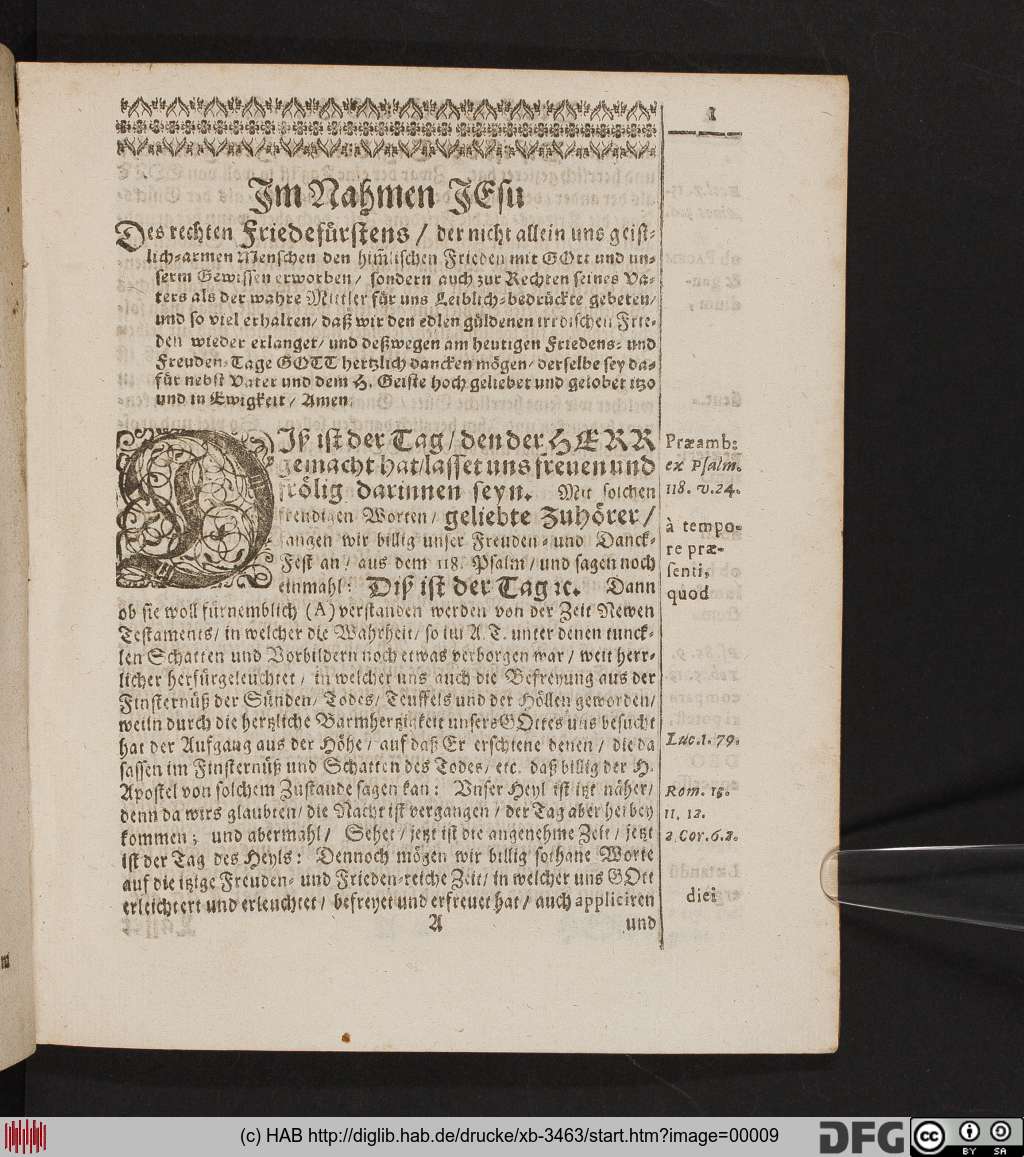 1
Im Nahmen JEsu
Des rechten Friedefürstens / der nicht allein uns geist-
lich-armen Menschen den him̃lischen Frieden mit GOtt und un-
serm Gewissen erworben / sondern auch zur Rechten seines Va-
ters als der wahre Mittler für uns Leiblich-bedrückte gebeten /
und so viel erhalten / daß wir den edlen güldenen irrdischen Frie-
den wieder erlanget / und deßwegen am heutigen Friedens- und
Freuden-Tage GOTT hertzlich dancken mögen / derselbe sey da-
für nebst Vater und dem H. Geiste hoch geliebet und gelobet itzo
und in Ewigkeit / Amen.
DIß ist der Tag / den der HERR
gemacht hat / lasset uns freuen und
frölig darinnen seyn. Mit solchen
freudigen Worten / geliebte Zuhörer /
fangen wir billig unser Freuden- und Danck-
Fest an / aus dem 118. Psalm / und sagen noch
einmahl: Diß ist der Tag ꝛc. Dann
ob sie woll fürnemblich (A) verstanden werden von der Zeit Newen
Testaments / in welcher die Wahrheit / so im A. T. unter denen tunck-
len Schatten und Vorbildern noch etwas verborgen war / weit herr-
licher herfürgeleuchtet / in welcher uns auch die Befreyung aus der
Finsternüß der Sünden / Todes / Teuffels und der Höllen geworden /
weiln durch die hertzliche Barmhertzigkeit unsers GOttes uns besucht
hat der Aufgang aus der Höhe / auf daß Er erschiene denen / die da
sassen im Finsternüß und Schatten des Todes / etc. daß billig der H.
Apostel von solchem Zustande sagen kan: Vnser Heyl ist itzt näher /
denn da wirs glaubten / die Nacht ist vergangen / der Tag aber herbey
kommen; und abermahl / Sehet / jetzt ist die angenehme Zeit / jetzt
ist der Tag des Heyls: Dennoch mögen wir billig sothane Worte
auf die itzige Freuden- und Frieden-reiche Zeit / in welcher uns GOtt
erleichtert und erleuchtet / befreyet und erfreuet hat / auch appliciren
A
und
Præamb:
ex Psalm.
118. v.24.
à tempo-
re præ-
senti,
quod
Luc.1.79.
Rom. 13.
11. 12.
2 Cor.6.2.
diei
(c) HAB http://diglib.hab.de/drucke/xb-3463/start.htm?image=00009
DFG
cc
BY SA